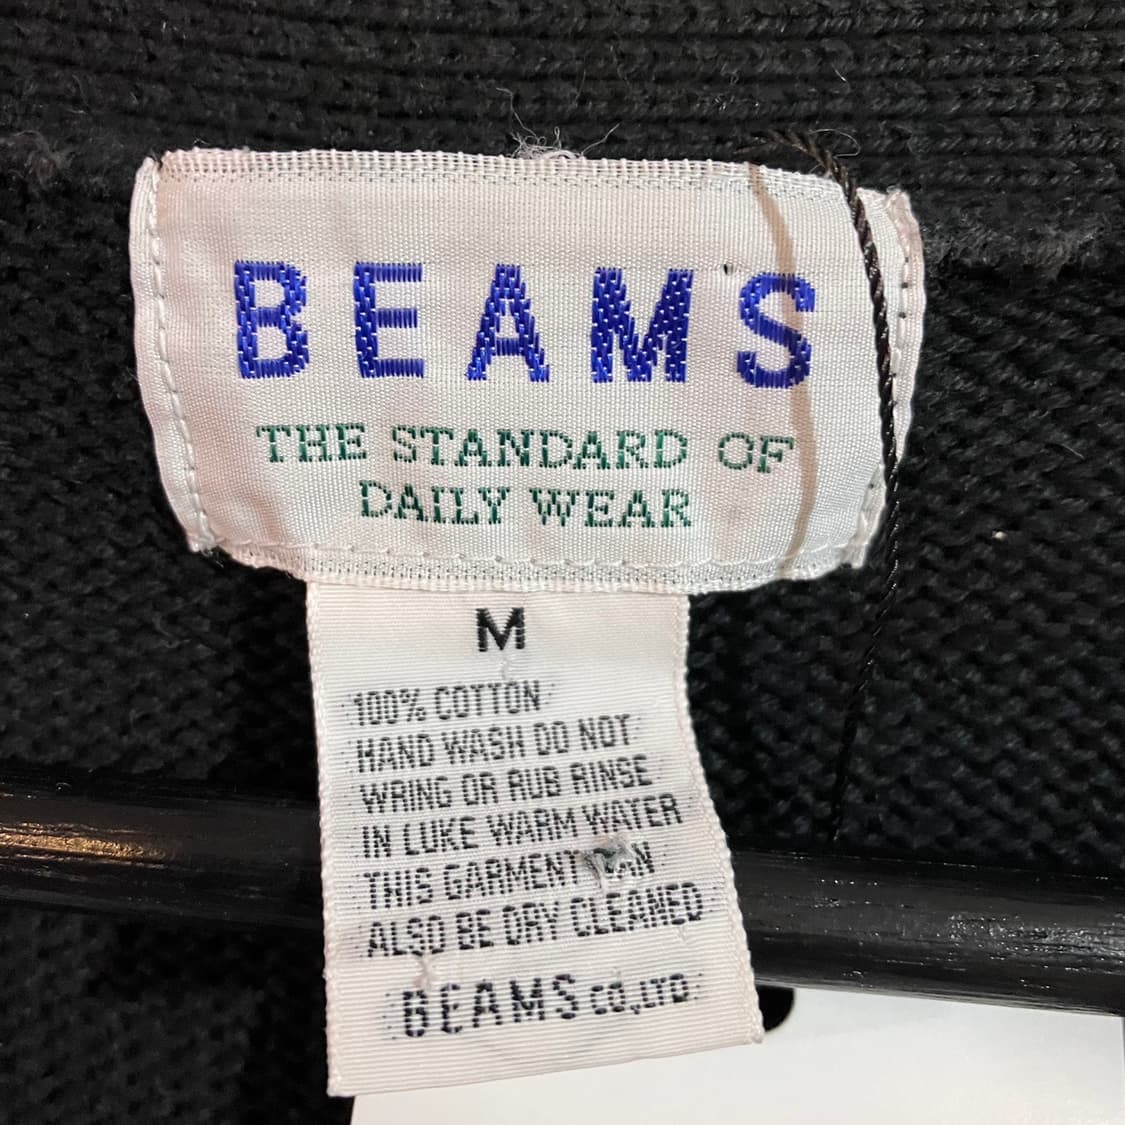 BEAMS
THE STANDARD OF
DAILY WEAR
M
100% COTTON
HAND WASH DO NOT
WRING OR RUB RINSE
IN LUKE WARM WATER
THIS GARMENT CAN
ALSO BE DRY CLEANED
BEAMS CO.,LTD